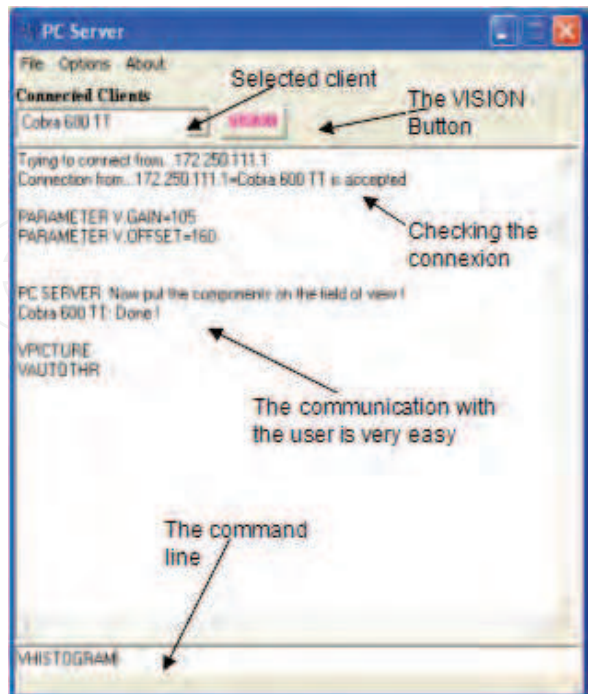 PC Server
File Options About
Selected client
Connected Clients
The VISION
Button
Cobra 600 TT
VISION
Trying to connect from...172.250.111.1
Connection from...172.250.111.1=Cobra 600 TT is accepted
PARAMETER V.GAIN=105
PARAMETER V.OFFSET=160
Checking the
connexion
PC SERVER: Now put the components on the field of view !
Cobra 600 TT: Done !
VPICTURE
VAUTOTHR
The communication with
the user is very easy
The command
line
VHISTOGRAM